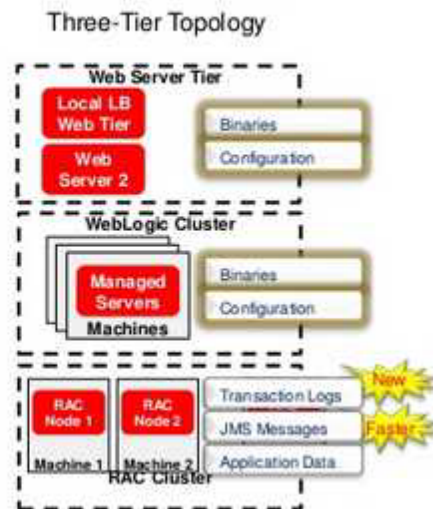 Three-Tier Topology
Web Server Tier
Local LB
Web Tier
Web
Server 2
Binaries
Configuration
WebLogic Cluster
Managed
Servers
Machines
Binaries
Configuration
RAC
Node 1
RAC
Node 2
Machine 1
Machine 2
RAC Cluster
Transaction Logs
New
JMS Messages
Faster
Application Data